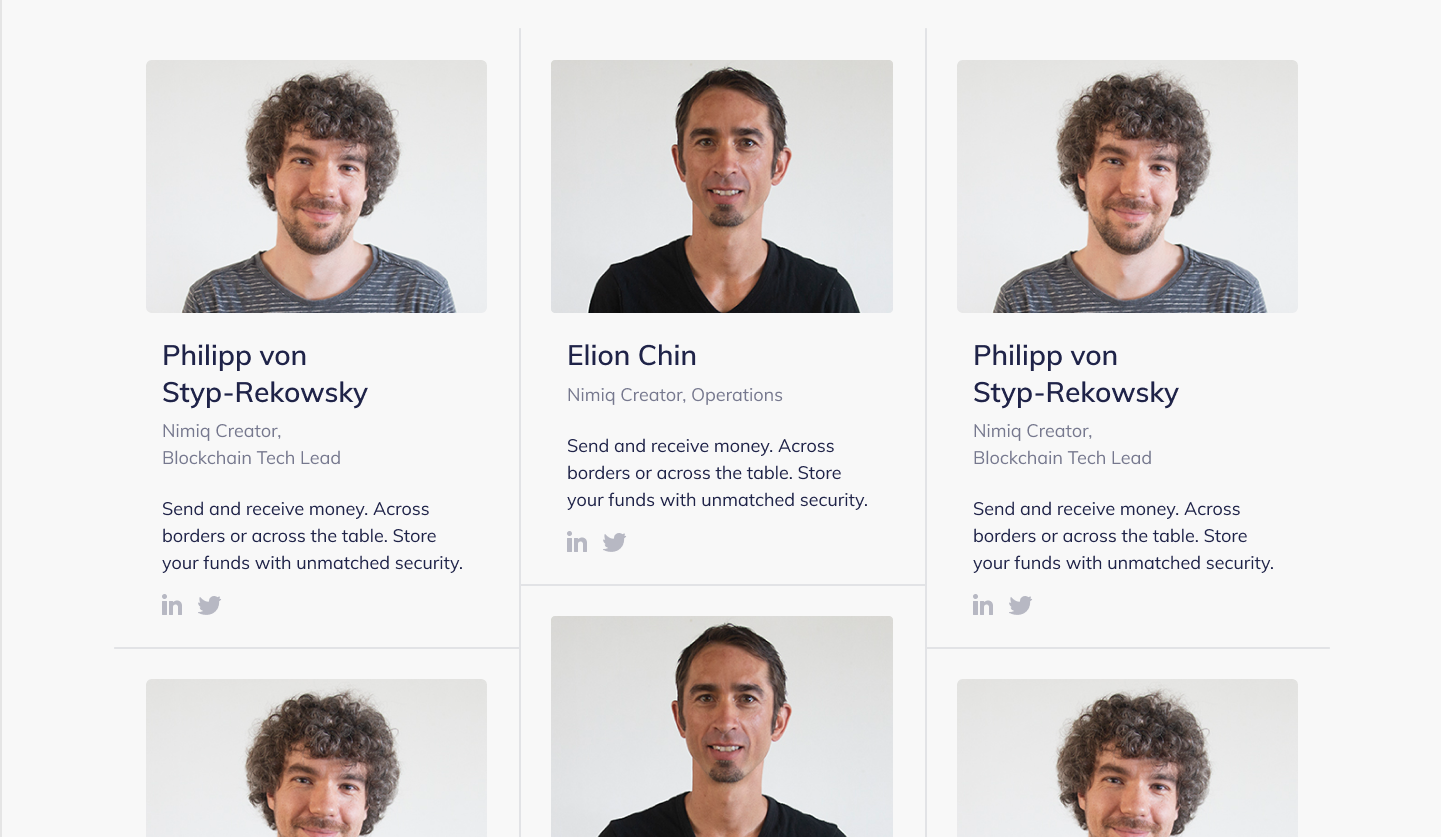 Philipp von
Styp-Rekowsky
Nimiq Creator,
Blockchain Tech Lead
Send and receive money. Across
borders or across the table. Store
your funds with unmatched security.
in
Elion Chin
Nimiq Creator, Operations
Send and receive money. Across
borders or across the table. Store
your funds with unmatched security.
in
Philipp von
Styp-Rekowsky
Nimiq Creator,
Blockchain Tech Lead
Send and receive money. Across
borders or across the table. Store
your funds with unmatched security.
in